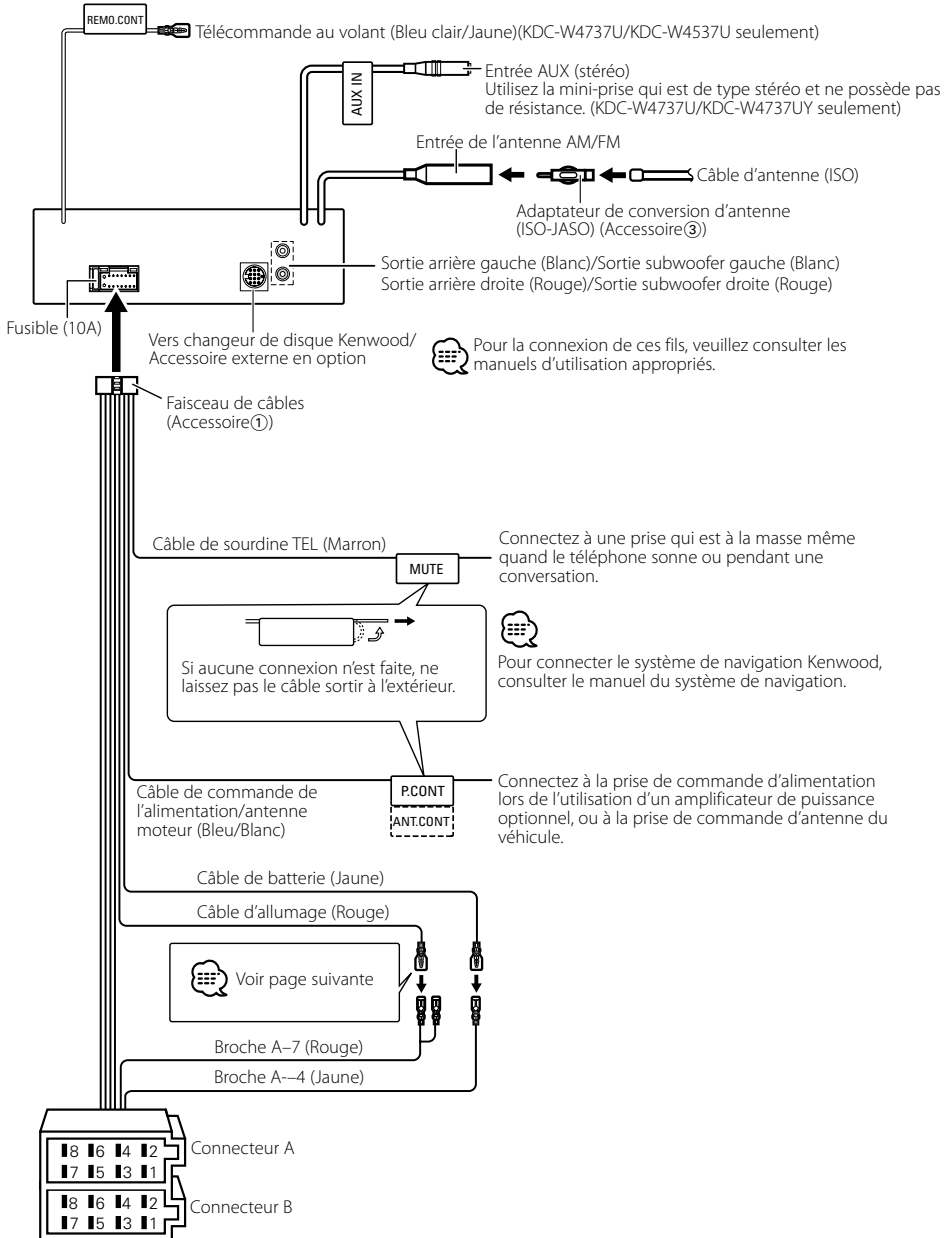 REMO.CONT
Télécommande au volant (Bleu clair/Jaune)(KDC-W4737U/KDC-W4537U seulement)
AUX IN
Entrée AUX (stéréo)
Utilisez la mini-prise qui est de type stéréo et ne possède pas
de résistance. (KDC-W4737U/KDC-W4737UY seulement)
Entrée de l'antenne AM/FM
Câble d'antenne (ISO)
Adaptateur de conversion d'antenne
(ISO-JASO) (Accessoire③)
Sortie arrière gauche (Blanc)/Sortie subwoofer gauche (Blanc)
Sortie arrière droite (Rouge)/Sortie subwoofer droite (Rouge)
Fusible (10A)
Vers changeur de disque Kenwood/
Accessoire externe en option
Pour la connexion de ces fils, veuillez consulter les
manuels d'utilisation appropriés.
Faisceau de câbles
(Accessoire①)
Câble de sourdine TEL (Marron)
MUTE
Connectez à une prise qui est à la masse même
quand le téléphone sonne ou pendant une
conversation.
Si aucune connexion n'est faite, ne
laissez pas le câble sortir à l'extérieur.
Pour connecter le système de navigation Kenwood,
consulter le manuel du système de navigation.
Câble de commande de
l'alimentation/antenne
moteur (Bleu/Blanc)
P.CONT
ANT.CONT
Connectez à la prise de commande d'alimentation
lors de l'utilisation d'un amplificateur de puissance
optionnel, ou à la prise de commande d'antenne du
véhicule.
Câble de batterie (Jaune)
Câble d'allumage (Rouge)
Voir page suivante
Broche A–7 (Rouge)
Broche A-–4 (Jaune)
8 6 4 2
7 5 3 1
Connecteur A
8 6 4 2
7 5 3 1
Connecteur B